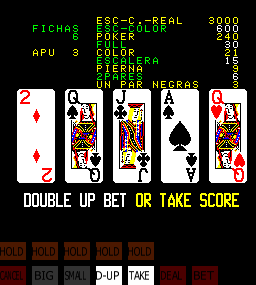 ESC-C.-REAL 3000
FICHAS ESC-COLOR 600
6 POKER 240
FULL 30
APU 3 COLOR 21
ESCALERA 15
PIERNA 9
2PARES 6
UN PAR NEGRAS 3
2 Q J A Q
2 Q J A Q
DOUBLE UP BET OR TAKE SCORE
HOLD HOLD HOLD HOLD HOLD
CANCEL BIG SMALL D-UP TAKE DEAL BET